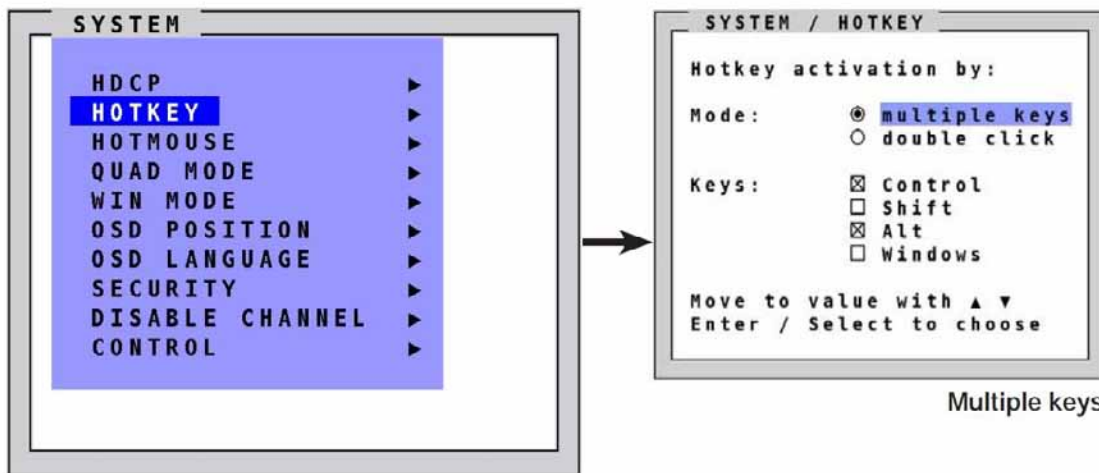 SYSTEM
HDCP ▶
HOTKEY ▶
HOTMOUSE ▶
QUAD MODE ▶
WIN MODE ▶
OSD POSITION ▶
OSD LANGUAGE ▶
SECURITY ▶
DISABLE CHANNEL ▶
CONTROL ▶
SYSTEM / HOTKEY
Hotkey activation by:
Mode: ◉ multiple keys
○ double click
Keys: ☒ Control
☐ Shift
☒ Alt
☐ Windows
Move to value with ▲ ▼
Enter / Select to choose
Multiple keys